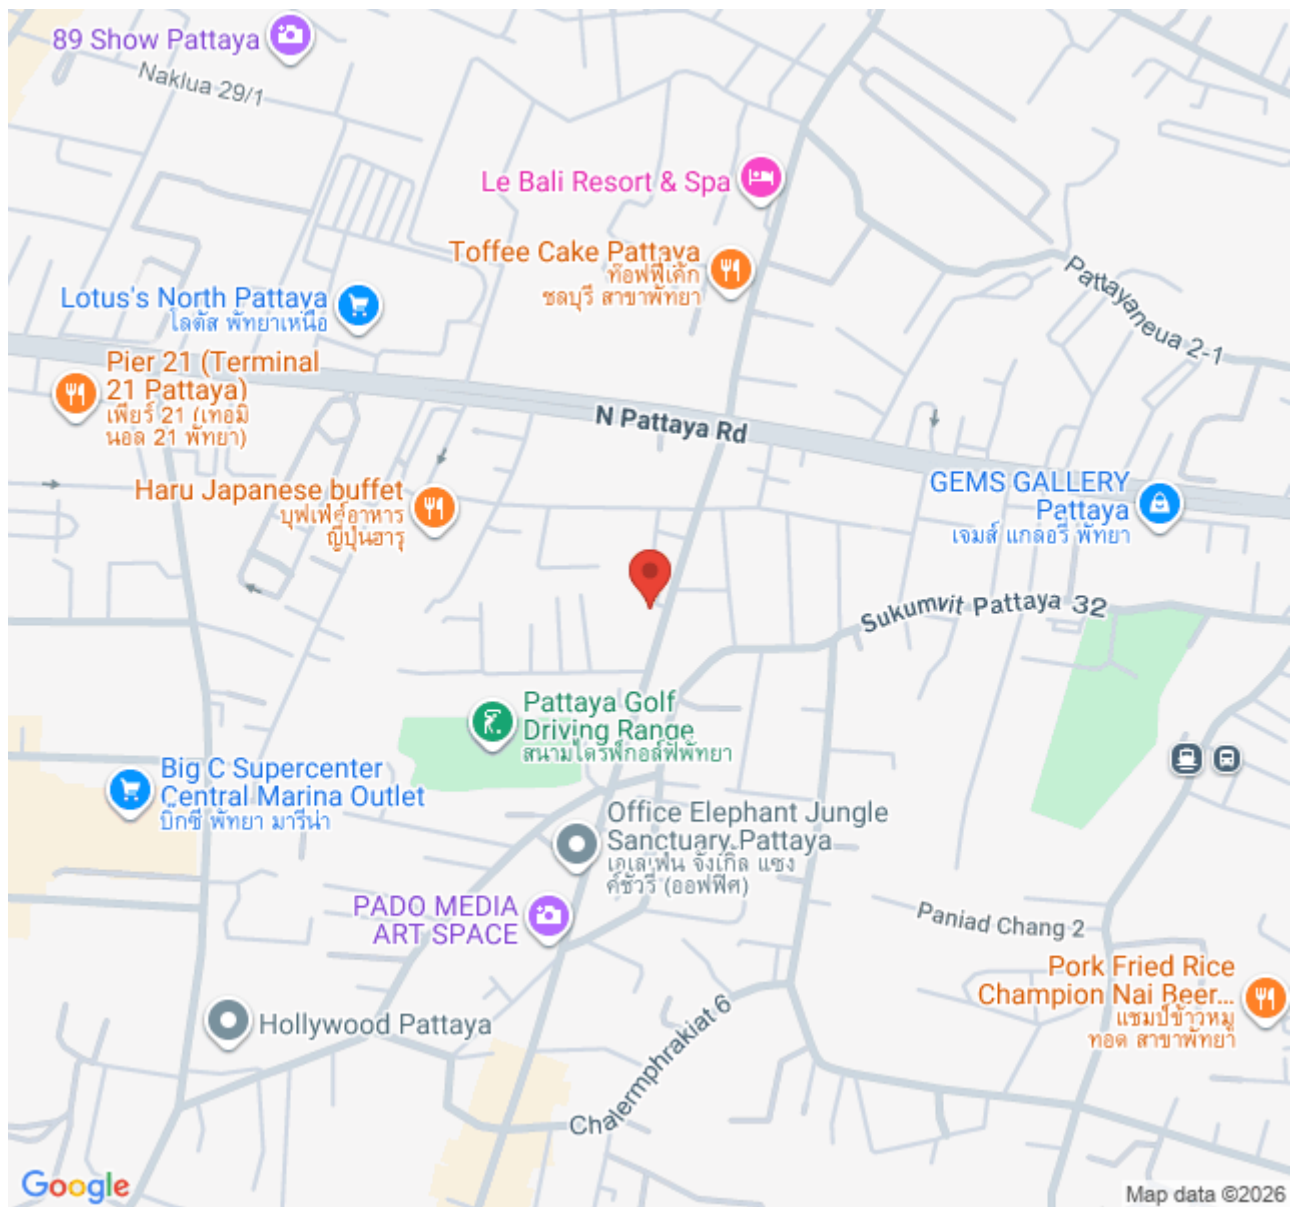 89 Show Pattaya
Naklua 29/1
Le Bali Resort & Spa
Toffee Cake Pattaya
ท๊อฟฟี่เค้ก
ชลบุรี สาขาพัทยา
Pattayaneua 2-1
Lotus's North Pattaya
โลตัส พัทยาเหนือ
Pier 21 (Terminal
21 Pattaya)
เพียร์ 21 (เทอมิ
นอล 21 พัทยา)
N Pattaya Rd
Haru Japanese buffet
บุฟเฟ่ต์อาหาร
ญี่ปุ่นฮารุ
GEMS GALLERY
Pattaya
เจมส์ แกลอรี่ พัทยา
Sukumvit Pattaya 32
Pattaya Golf
Driving Range
สนามไดร์ฟกอล์ฟพัทยา
Big C Supercenter
Central Marina Outlet
บิ๊กซี พัทยา มารีน่า
Office Elephant Jungle
Sanctuary Pattaya
เอเลเฟ่น จังเกิ้ล แซง
ค์ชัวรี่ (ออฟฟิศ)
PADO MEDIA
ART SPACE
Paniad Chang 2
Pork Fried Rice
Champion Nai Beer...
แชมป์ข้าวหมู
ทอด สาขาพัทยา
Hollywood Pattaya
Chalermphrakiat 6
Google
Map data ©2026